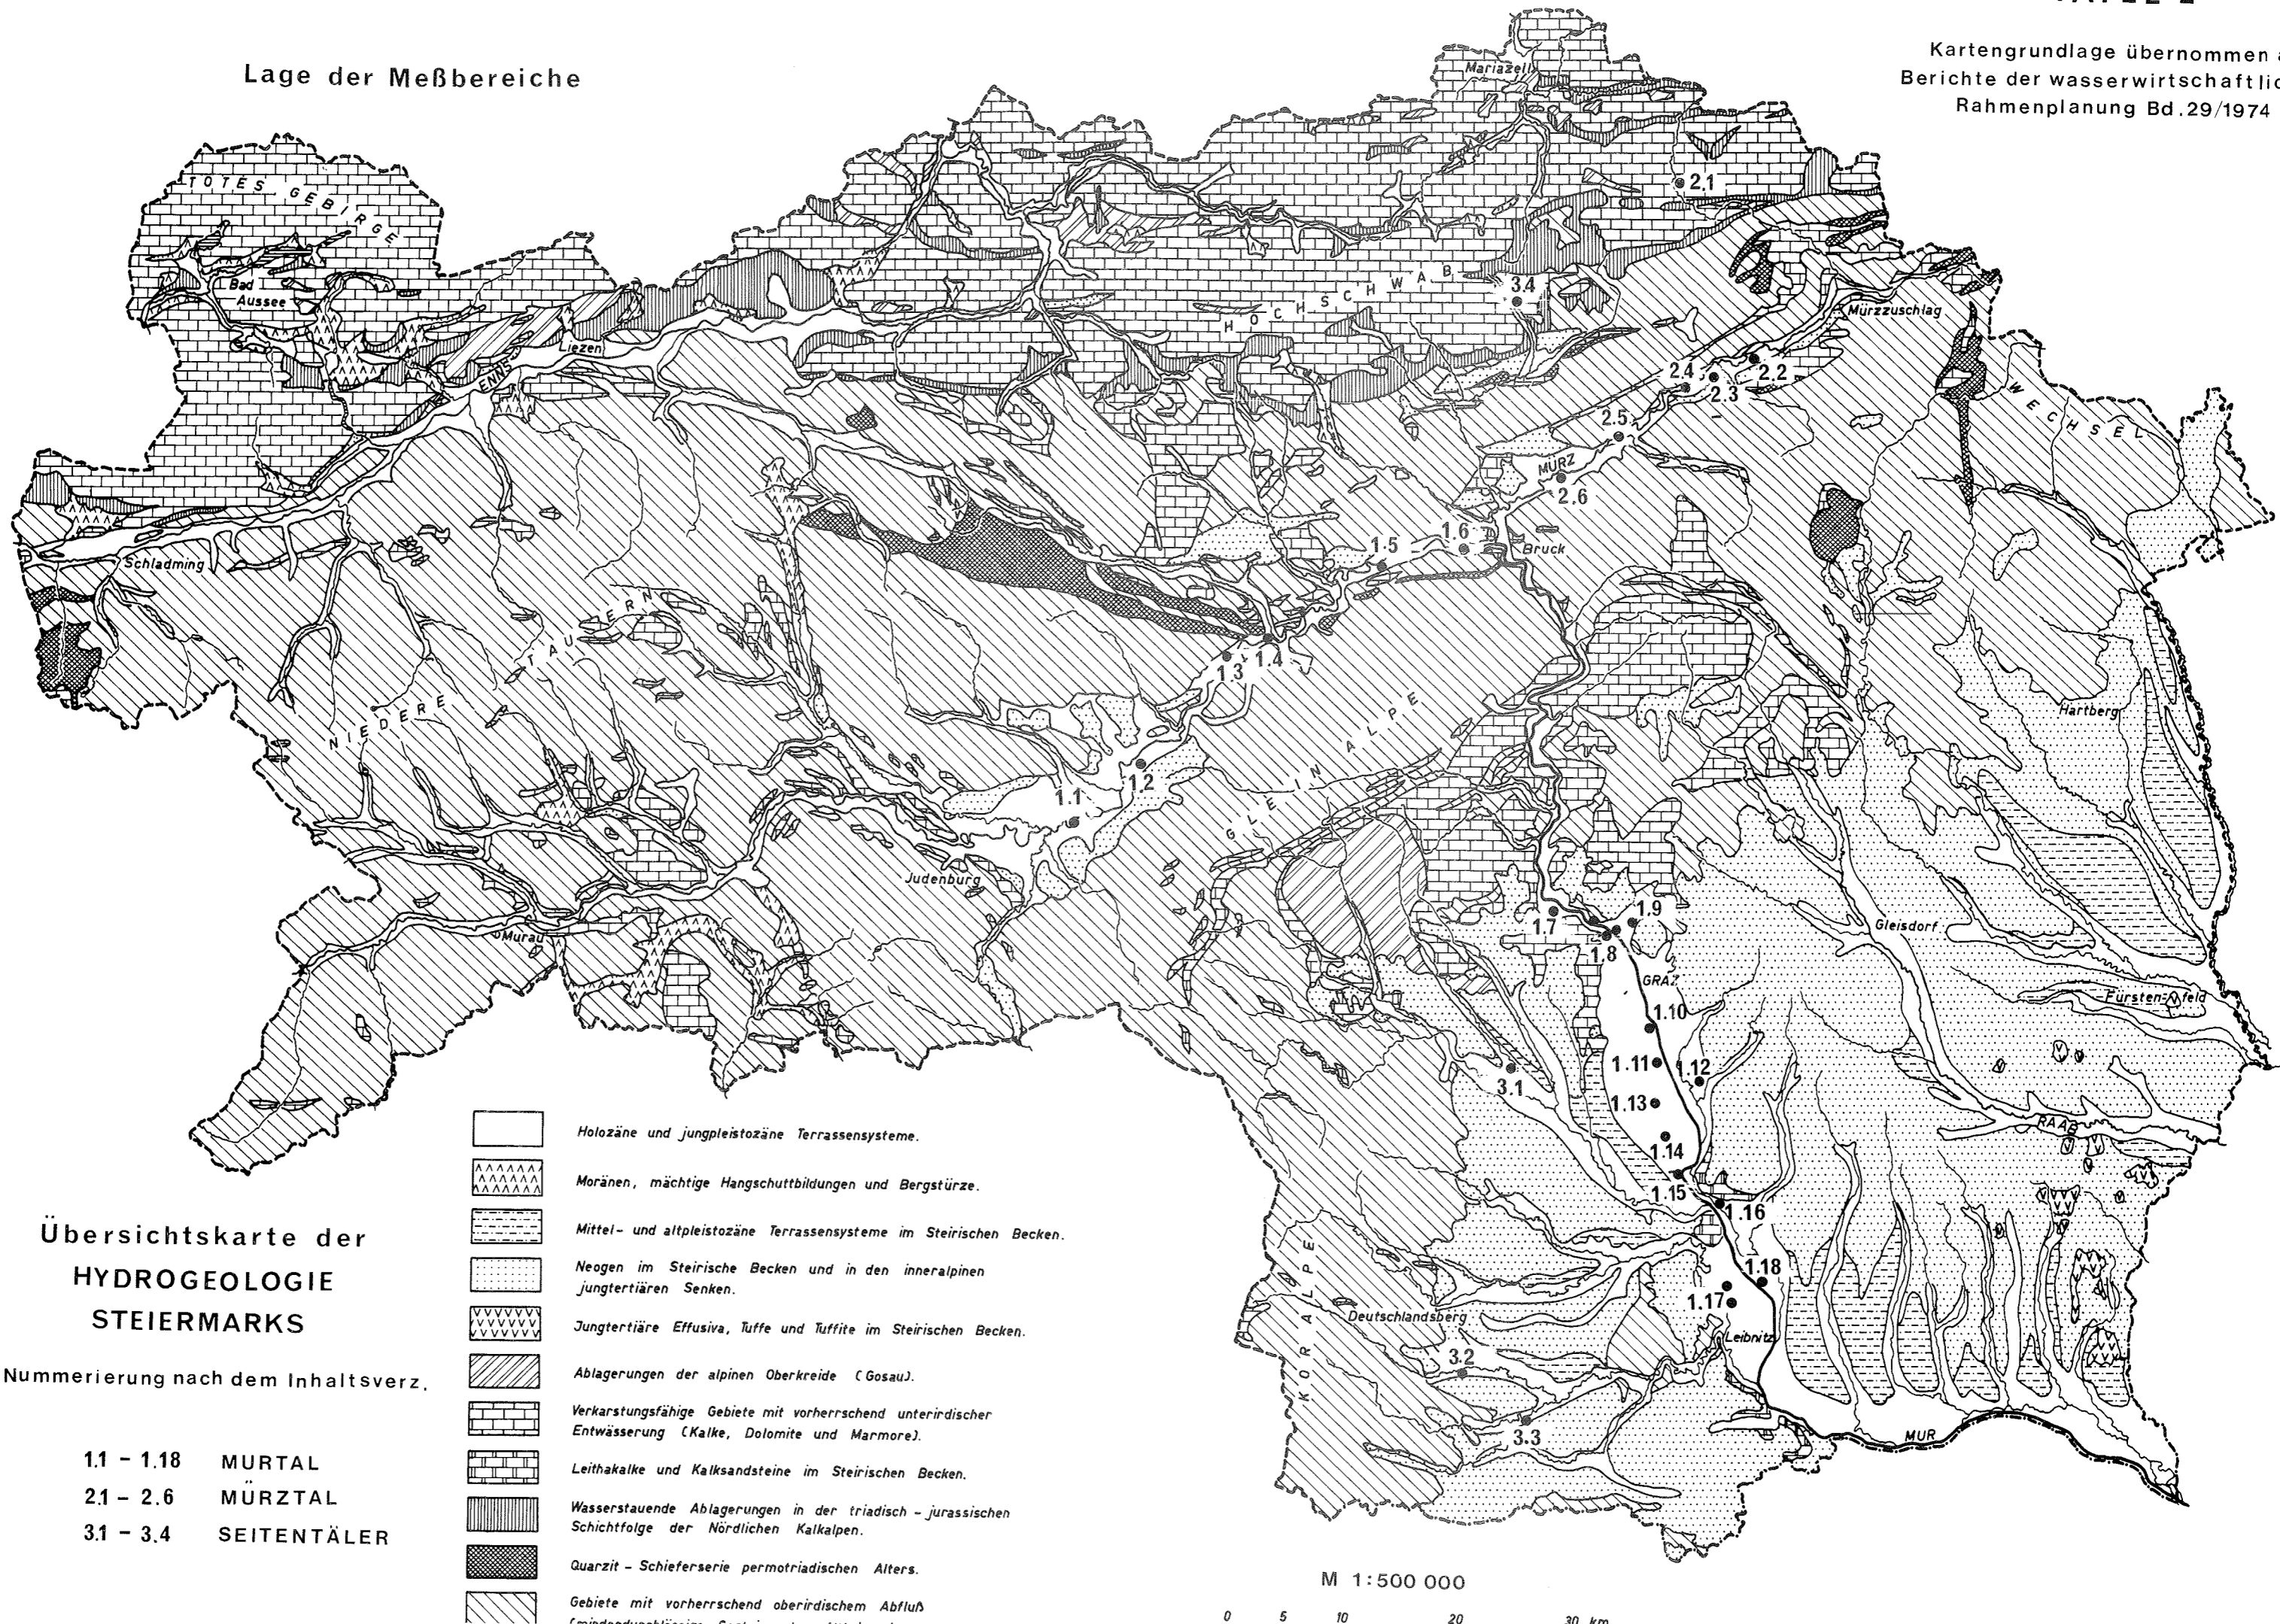 Lage der Meßbereiche
Kartengrundlage übernommen
Berichte der wasserwirtschaftlic
Rahmenplanung Bd.29/1974
Mariazell
TOTES GEBIRGE
2.1
Bad
Aussee
HOCHSCHWAB
3.4
Mürzzuschlag
Liezen
ENNS
2.4
2.2
2.3
WECHSEL
2.5
MÜRZ
2.6
1.6
1.5
Bruck
Schladming
NIEDERE TAUERN
1.4
1.3
Hartberg
GLEINALPE
1.2
1.1
Judenburg
Murau
1.9
1.7
1.8
Gleisdorf
GRAZ
Fürstenfeld
1.10
1.11
1.12
3.1
1.13
RAAB
1.14
1.15
1.16
KORALPE
1.18
1.17
Deutschlandsberg
Leibnitz
3.2
3.3
MUR
Übersichtskarte der
HYDROGEOLOGIE
STEIERMARKS
Nummerierung nach dem Inhaltsverz.
1.1 – 1.18 MURTAL
2.1 – 2.6 MÜRZTAL
3.1 – 3.4 SEITENTÄLER
Holozäne und jungpleistozäne Terrassensysteme.
Moränen, mächtige Hangschuttbildungen und Bergstürze.
Mittel- und altpleistozäne Terrassensysteme im Steirischen Becken.
Neogen im Steirische Becken und in den inneralpinen
jungtertiären Senken.
Jungtertiäre Effusiva, Tuffe und Tuffite im Steirischen Becken.
Ablagerungen der alpinen Oberkreide (Gosau).
Verkarstungsfähige Gebiete mit vorherrschend unterirdischer
Entwässerung (Kalke, Dolomite und Marmore).
Leithakalke und Kalksandsteine im Steirischen Becken.
Wasserstauende Ablagerungen in der triadisch – jurassischen
Schichtfolge der Nördlichen Kalkalpen.
Quarzit – Schieferserie permotriadischen Alters.
Gebiete mit vorherrschend oberirdischem Abfluß
M 1:500 000
0 5 10 20 30 km